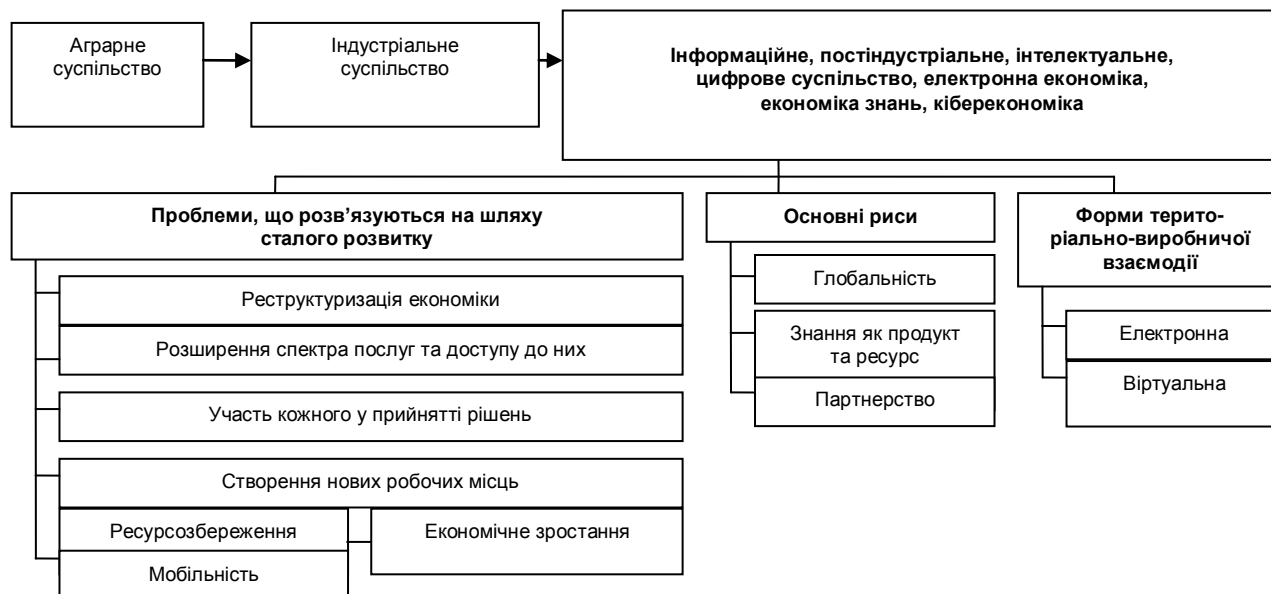 Аграрне
суспільство
Індустріальне
суспільство
Інформаційне, постіндустріальне, інтелектуальне,
цифрове суспільство, електронна економіка,
економіка знань, кіберекономіка
Проблеми, що розв’язуються на шляху
сталого розвитку
Реструктуризація економіки
Розширення спектра послуг та доступу до них
Участь кожного у прийнятті рішень
Створення нових робочих місць
Ресурсозбереження
Економічне зростання
Мобільність
Основні риси
Глобальність
Знання як продукт
та ресурс
Партнерство
Форми терито-
ріально-виробничої
взаємодії
Електронна
Віртуальна